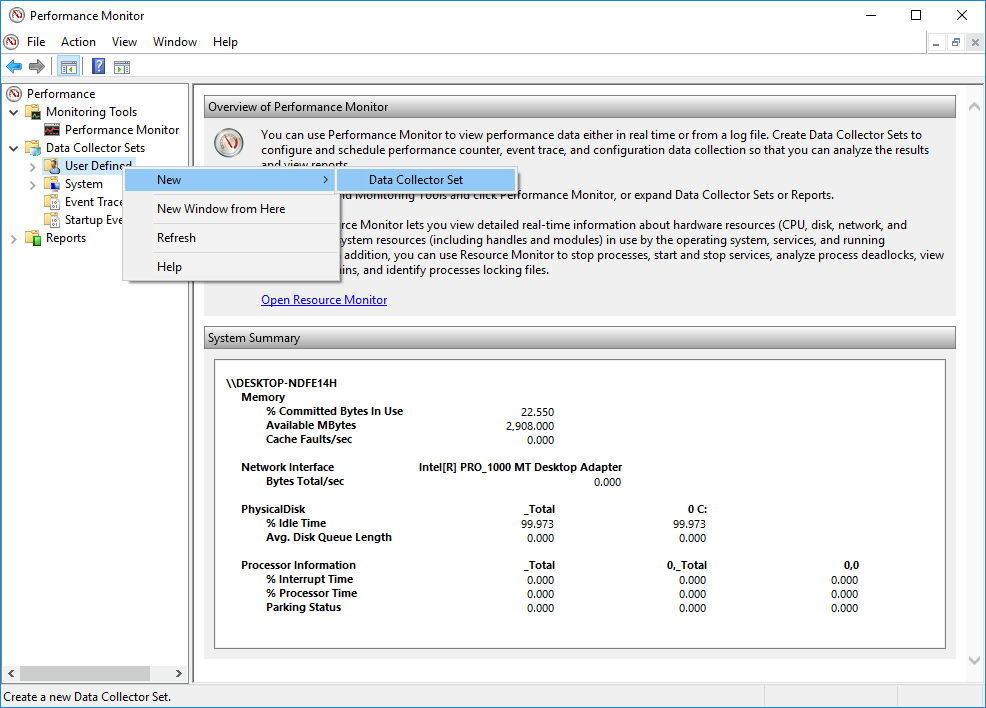 Performance Monitor
File Action View Window Help
Performance
Monitoring Tools
Performance Monitor
Data Collector Sets
User Defined
System
Event Trace
Startup Eve
Reports
New
New Window from Here
Refresh
Help
Data Collector Set
Overview of Performance Monitor
You can use Performance Monitor to view performance data either in real time or from a log file. Create Data Collector Sets to
configure and schedule performance counter, event trace, and configuration data collection so that you can analyze the results
and view reports.
Monitoring Tools and click Performance Monitor, or expand Data Collector Sets or Reports.
Monitor lets you view detailed real-time information about hardware resources (CPU, disk, network, and
system resources (including handles and modules) in use by the operating system, services, and running
addition, you can use Resource Monitor to stop processes, start and stop services, analyze process deadlocks, view
and identify processes locking files.
Open Resource Monitor
System Summary
\\DESKTOP-NDFE14H
Memory
% Committed Bytes In Use 22.550
Available MBytes 2,908.000
Cache Faults/sec 0.000
Network Interface Intel[R] PRO_1000 MT Desktop Adapter
Bytes Total/sec 0.000
PhysicalDisk _Total 0 C:
% Idle Time 99.973 99.973
Avg. Disk Queue Length 0.000 0.000
Processor Information _Total 0,_Total 0,0
% Interrupt Time 0.000 0.000 0.000
% Processor Time 0.000 0.000 0.000
Parking Status 0.000 0.000 0.000
Create a new Data Collector Set.